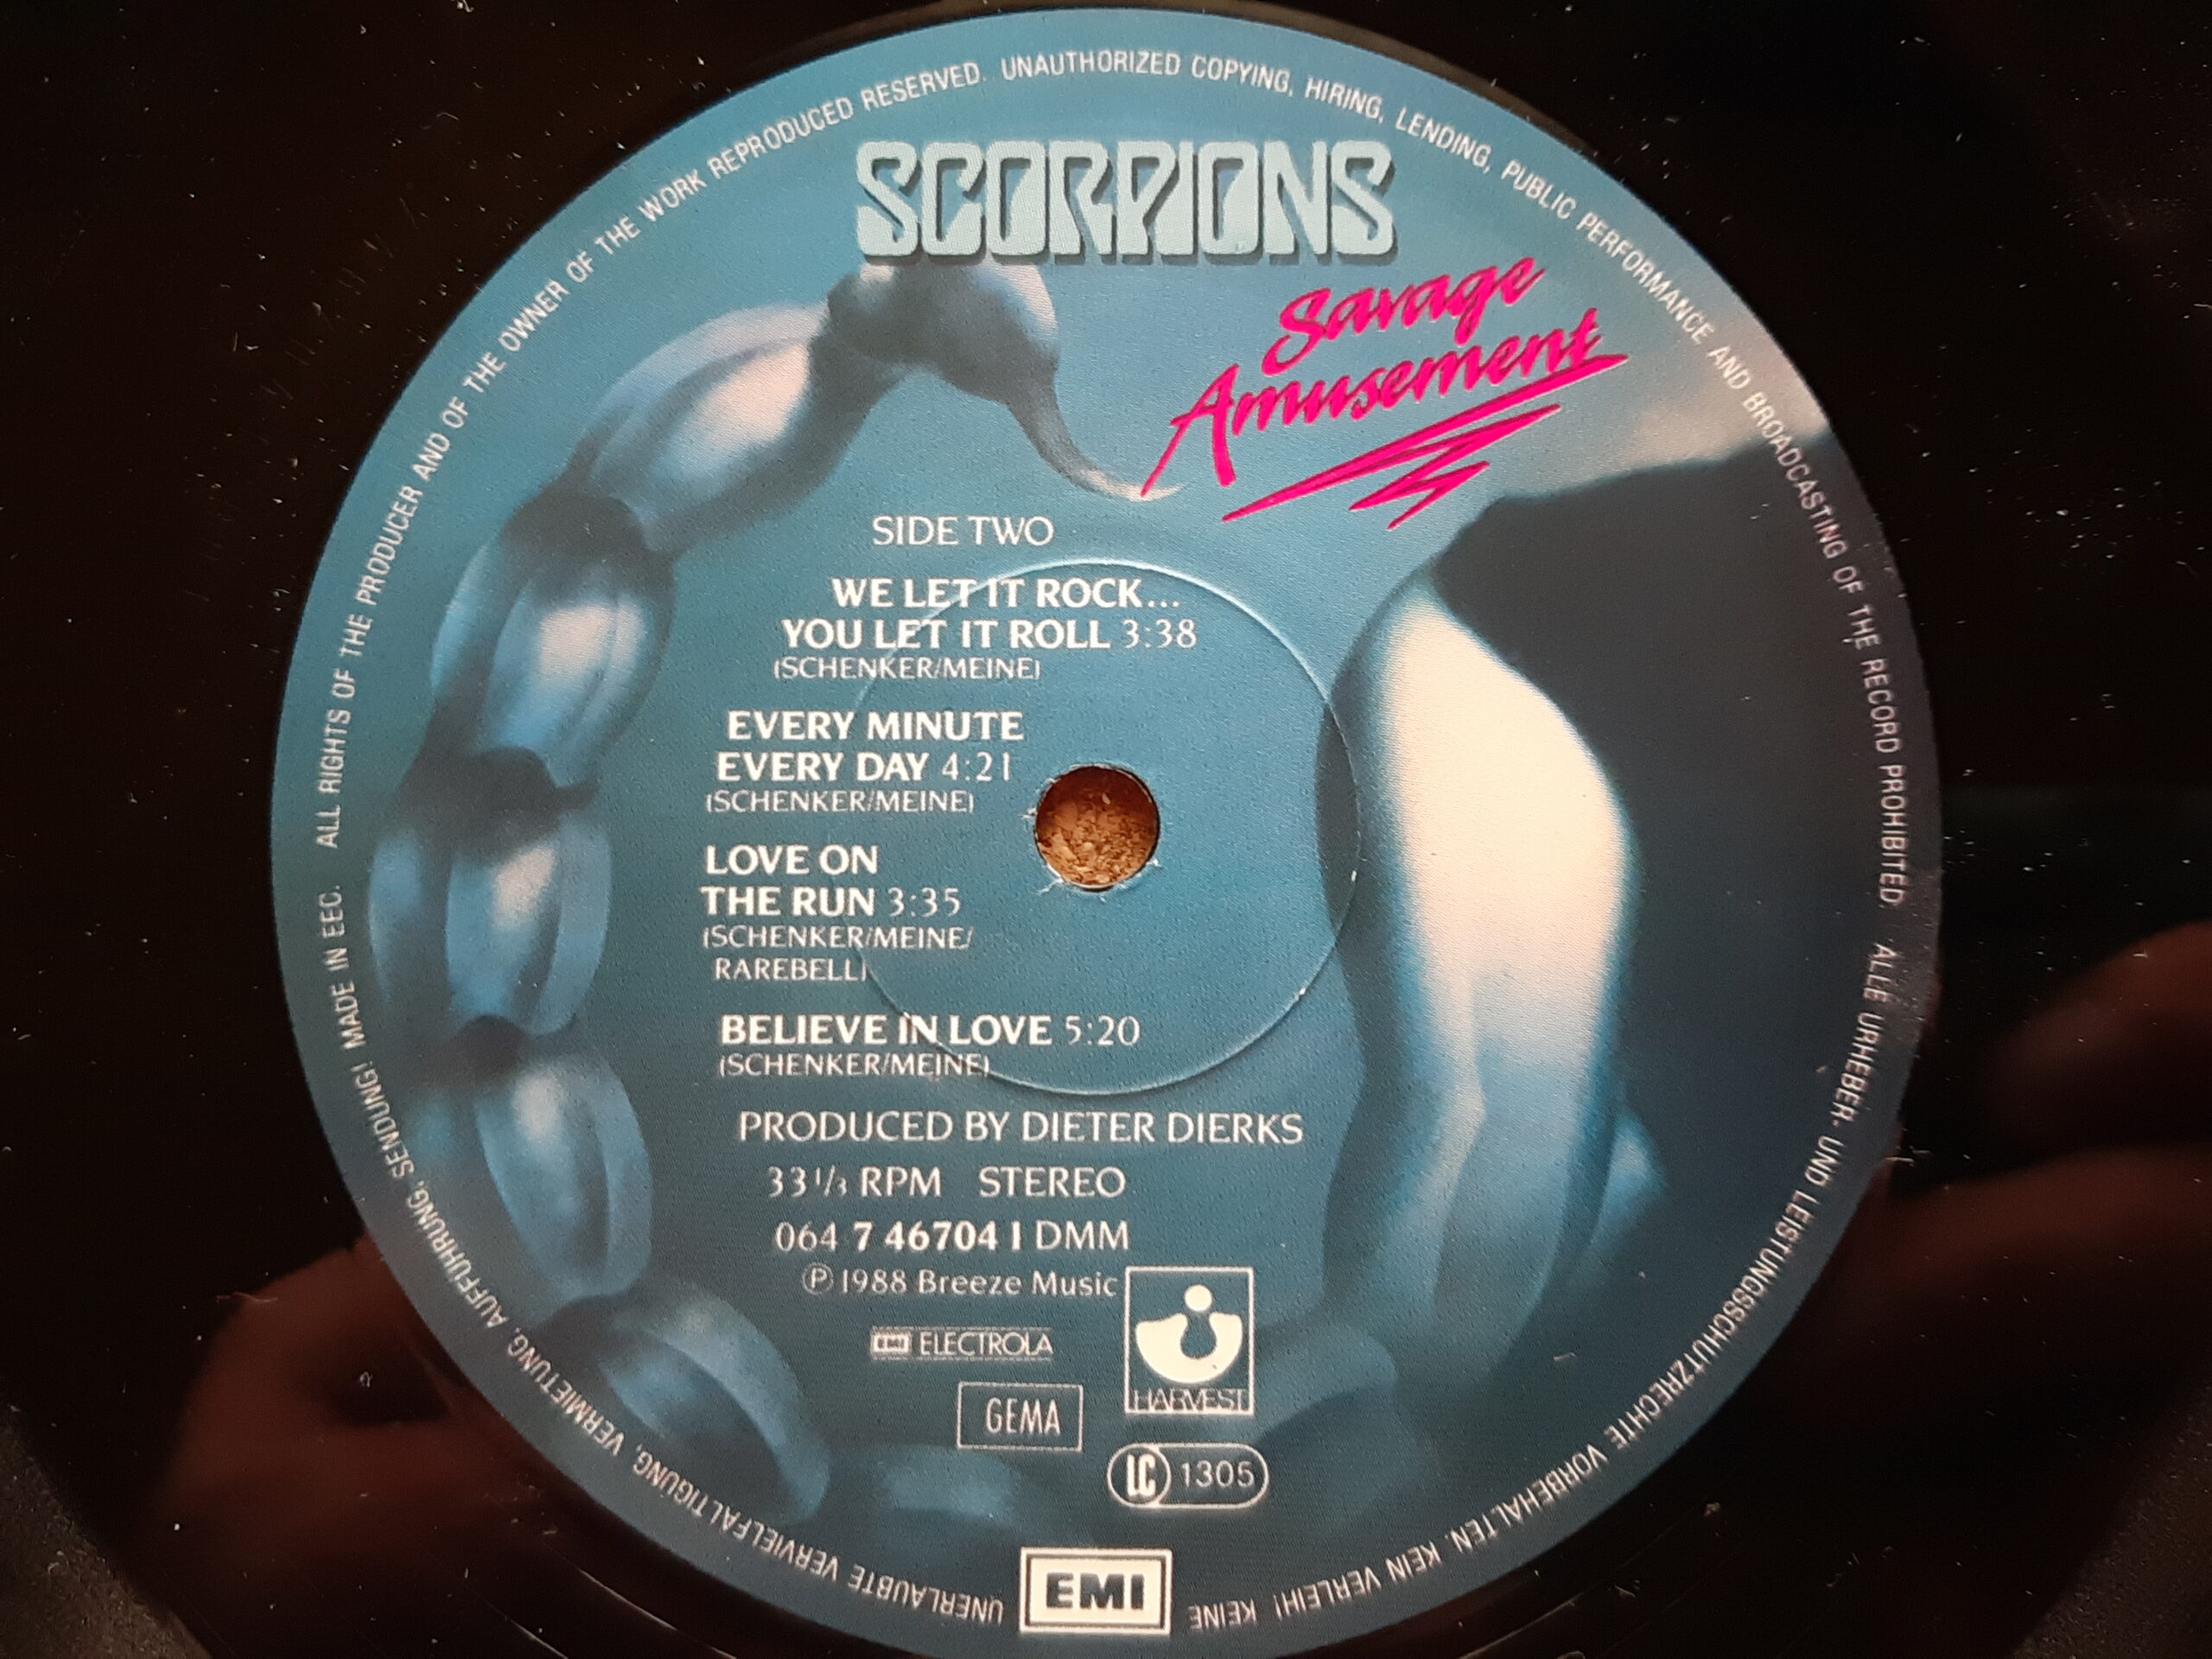 SCORPIONS
Savage
Amusement
SIDE TWO
WE LET IT ROCK...
YOU LET IT ROLL 3:38
(SCHENKER/MEINE)
EVERY MINUTE
EVERY DAY 4:21
(SCHENKER/MEINE)
LOVE ON
THE RUN 3:35
(SCHENKER/MEINE/
RAREBELL)
BELIEVE IN LOVE 5:20
(SCHENKER/MEINE)
PRODUCED BY DIETER DIERKS
33 1/3 RPM STEREO
064 7 46704 1 DMM
℗ 1988 Breeze Music
EMI ELECTROLA
HARVEST
GEMA
LC 1305
EMI
ALL RIGHTS OF THE PRODUCER AND OF THE OWNER OF THE WORK REPRODUCED RESERVED. UNAUTHORIZED COPYING, HIRING, LENDING, PUBLIC PERFORMANCE AND BROADCASTING OF THE RECORD PROHIBITED.
ALLE URHEBER- UND LEISTUNGSSCHUTZRECHTE VORBEHALTEN. KEIN VERLEIH! KEINE UNERLAUBTE VERVIELFÄLTIGUNG, VERMIETUNG, AUFFÜHRUNG, SENDUNG! MADE IN EEC.